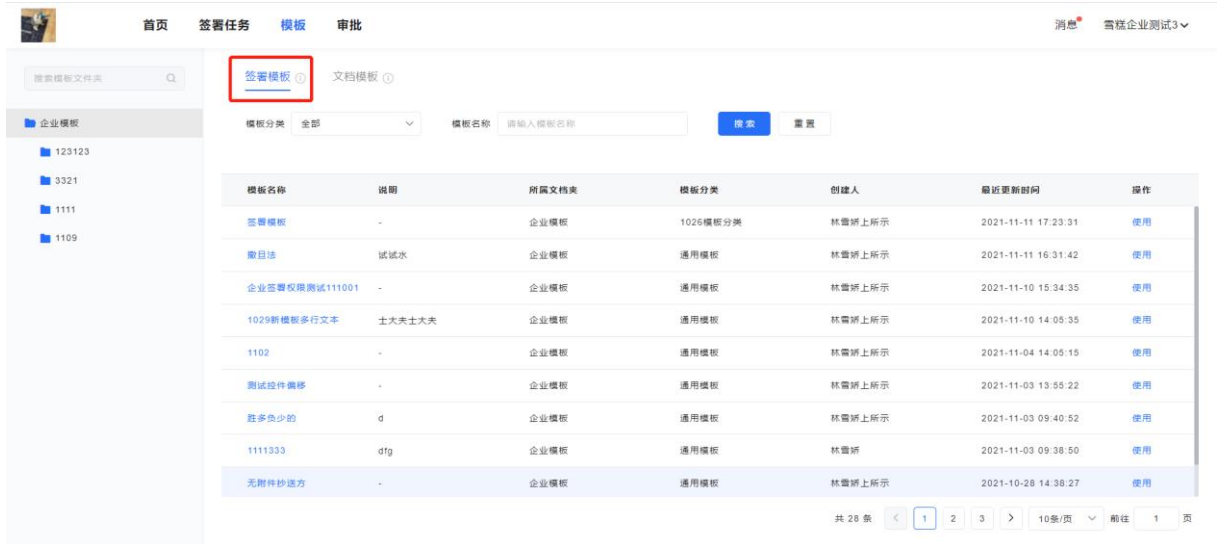 首页 签署任务 模板 审批 消息 雪糕企业测试3
搜索模板文件夹 签署模板 文档模板
企业模板 模板分类 全部 模板名称 请输入模板名称 搜索 重置
123123
3321
1111
1109
模板名称 说明 所属文档夹 模板分类 创建人 最近更新时间 操作
签署模板 - 企业模板 1026模板分类 林雪娇上所示 2021-11-11 17:23:31 使用
撤旦法 试试水 企业模板 通用模板 林雪娇上所示 2021-11-11 16:31:42 使用
企业签署权限测试111001 - 企业模板 通用模板 林雪娇上所示 2021-11-10 15:34:35 使用
1029新模板多行文本 士大夫士大夫 企业模板 通用模板 林雪娇上所示 2021-11-10 14:05:35 使用
1102 - 企业模板 通用模板 林雪娇上所示 2021-11-04 14:05:15 使用
测试控件偏移 - 企业模板 通用模板 林雪娇上所示 2021-11-03 13:55:22 使用
胜多负少的 d 企业模板 通用模板 林雪娇上所示 2021-11-03 09:40:52 使用
1111333 dfg 企业模板 通用模板 林雪娇 2021-11-03 09:38:50 使用
无附件抄送方 - 企业模板 通用模板 林雪娇上所示 2021-10-28 14:38:27 使用
共 28 条 < 1 2 3 > 10条/页 前往 1 页